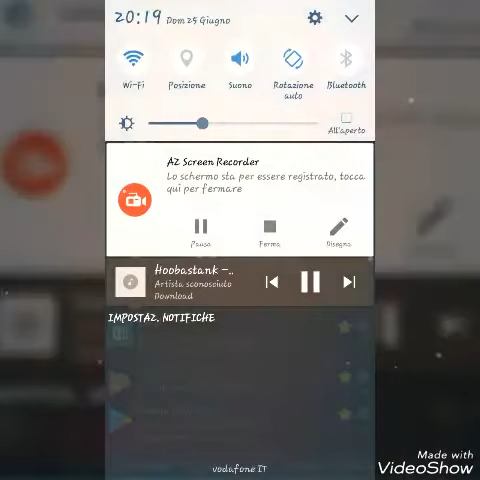 20:19 Dom 25 Giugno
Wi-Fi Posizione Suono Rotazione auto Bluetooth
All'aperto
AZ Screen Recorder
Lo schermo sta per essere registrato, tocca
qui per fermare
Pausa Ferma Disegna
Hoobastank -..
Artista sconosciuto
Download
IMPOSTAZ. NOTIFICHE
vodafone IT
Made with
VideoShow